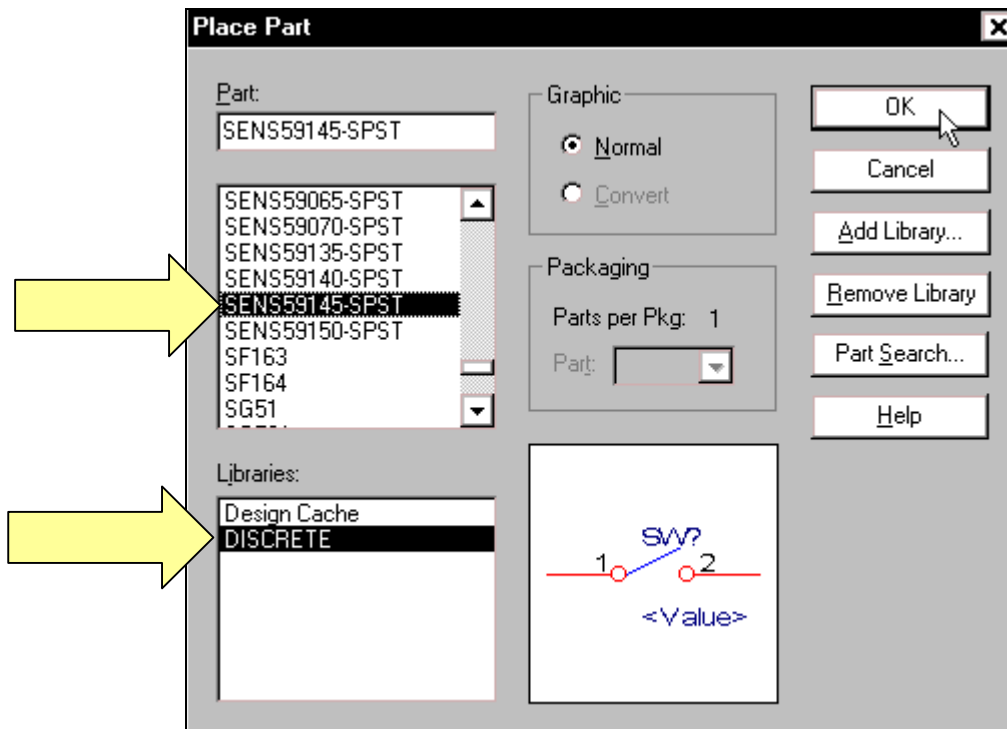 Place Part
Part:
SENS59145-SPST
SENS59065-SPST
SENS59070-SPST
SENS59135-SPST
SENS59140-SPST
SENS59145-SPST
SENS59150-SPST
SF163
SF164
SG51
Libraries:
Design Cache
DISCRETE
Graphic
Normal
Convert
Packaging
Parts per Pkg: 1
Part:
SW?
1
2
<Value>
OK
Cancel
Add Library...
Remove Library
Part Search...
Help